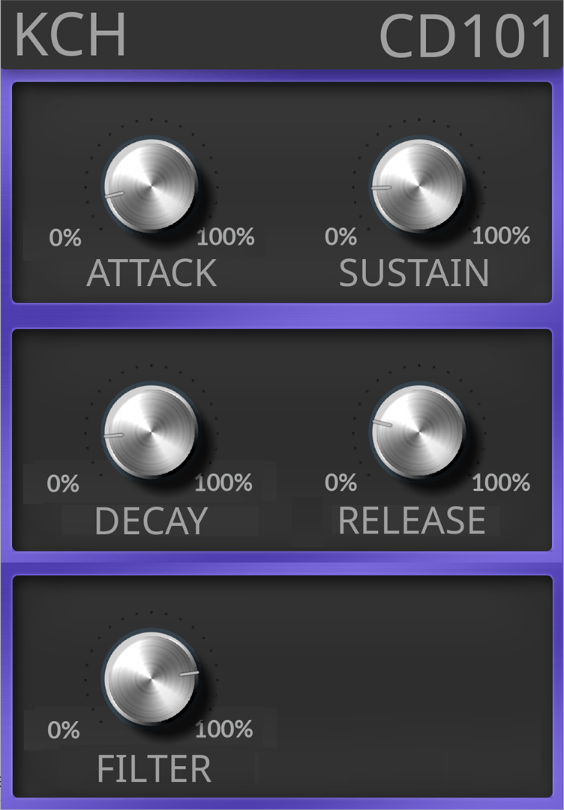 KCH CD101
0% 100% 0% 100%
ATTACK SUSTAIN
0% 100% 0% 100%
DECAY RELEASE
0% 100%
FILTER